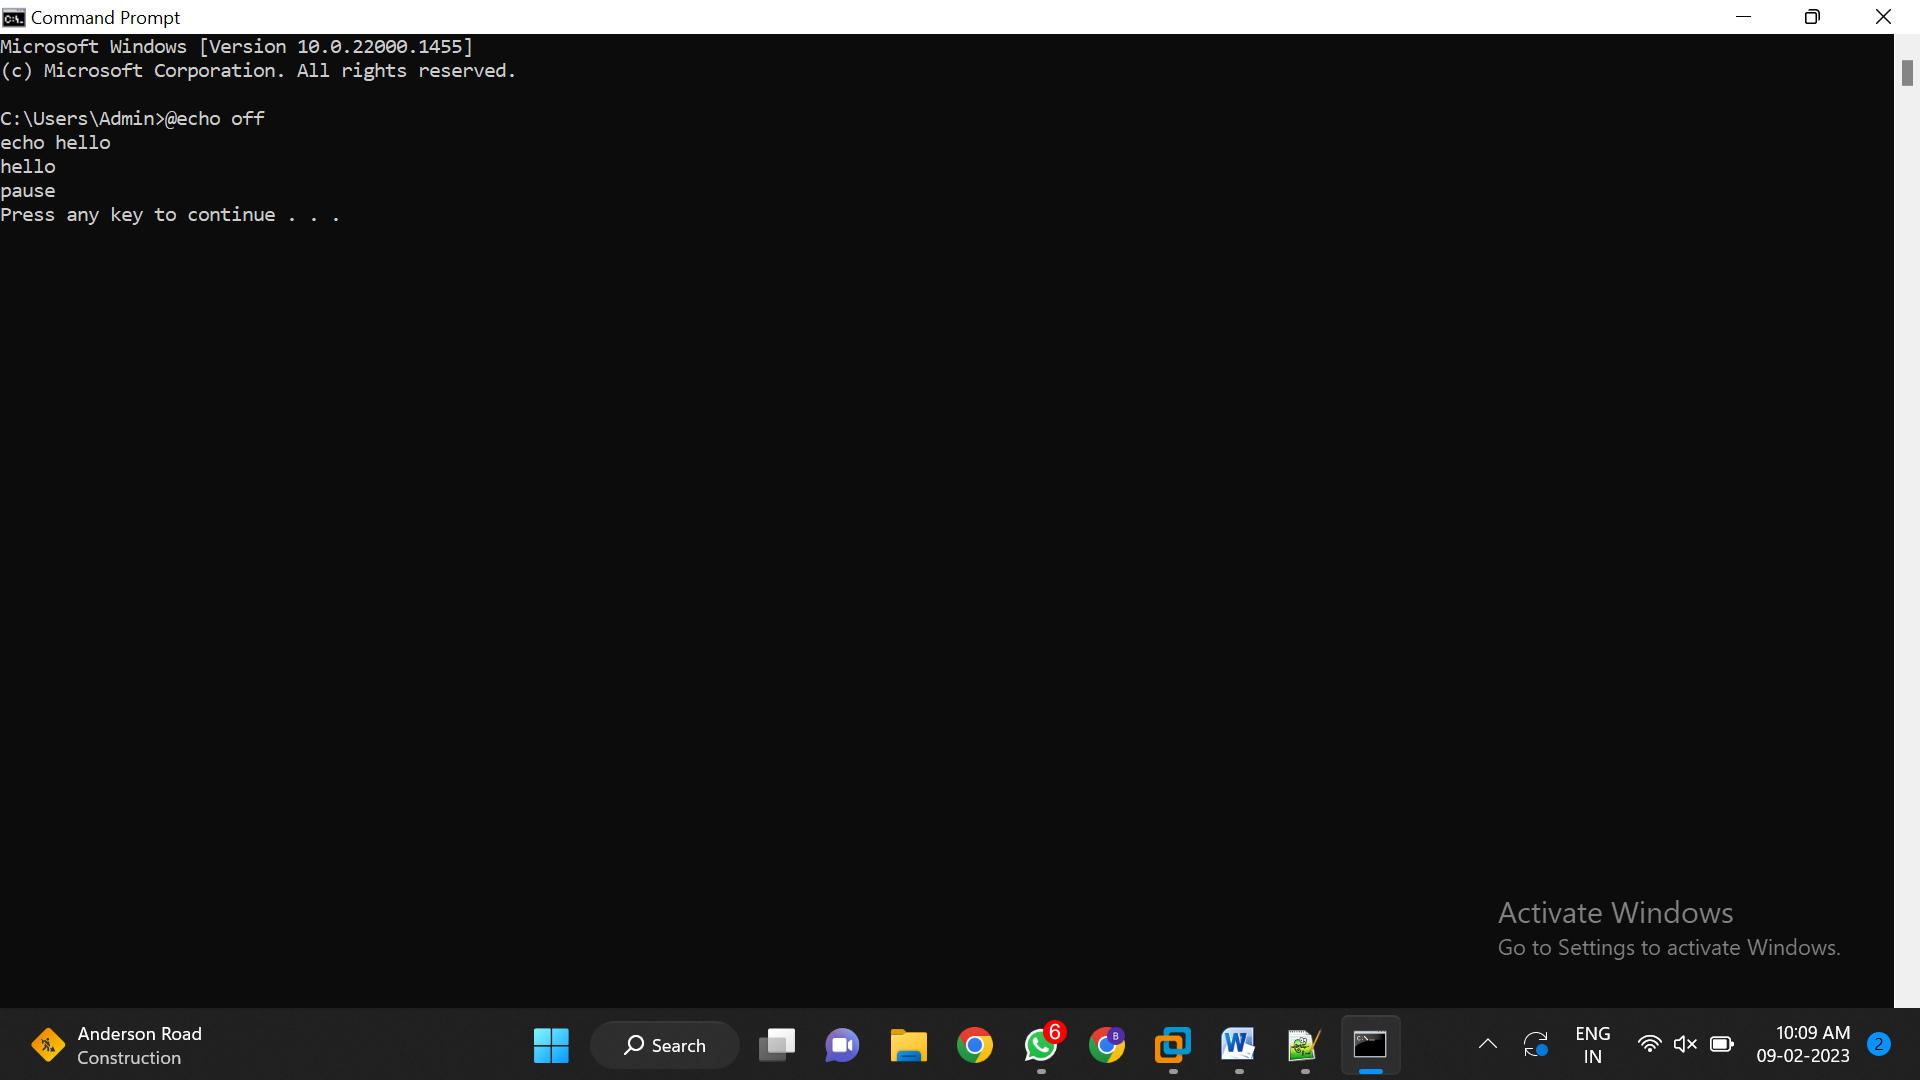 Command Prompt
Microsoft Windows [Version 10.0.22000.1455]
(c) Microsoft Corporation. All rights reserved.
C:\Users\Admin>@echo off
echo hello
hello
pause
Press any key to continue . . .
Activate Windows
Go to Settings to activate Windows.
Anderson Road
Construction
Search
6
B
ENG
IN
10:09 AM
09-02-2023
2